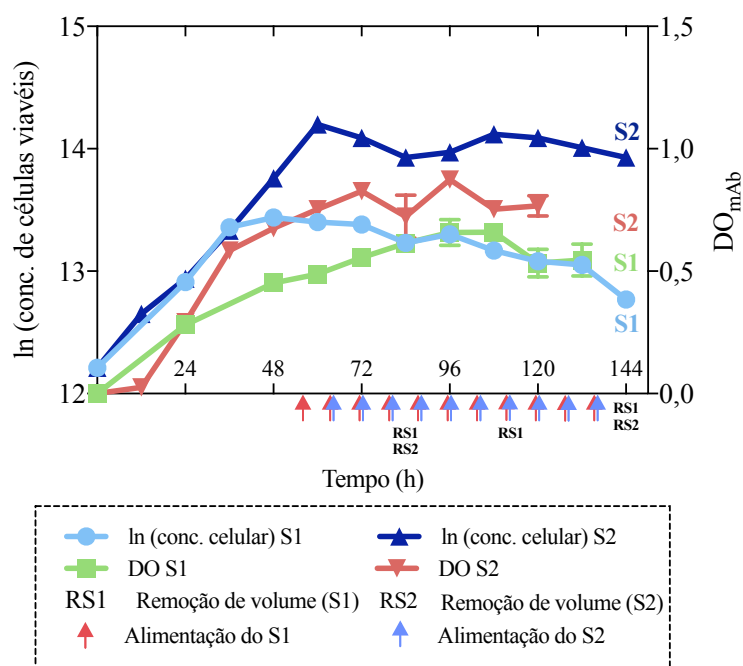 15
14
13
12
ln (conc. de células viavéis)
1,5
1,0
0,5
0,0
DO mAb
S2
S2
S1
S1
24 48 72 96 120 144
RS1 RS1 RS1
RS2 RS2
Tempo (h)
ln (conc. celular) S1 ln (conc. celular) S2
DO S1 DO S2
RS1 Remoção de volume (S1) RS2 Remoção de volume (S2)
Alimentação do S1 Alimentação do S2